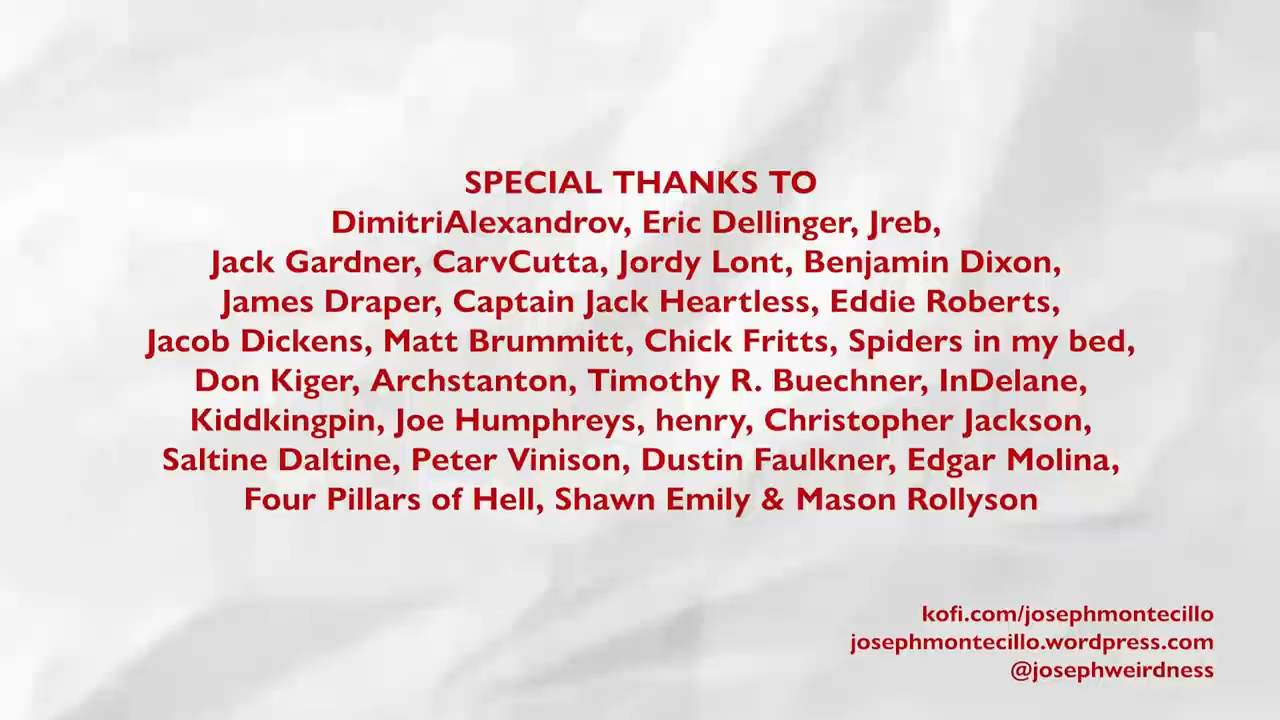 SPECIAL THANKS TO
DimitriAlexandrov, Eric Dellinger, Jreb,
Jack Gardner, CarvCutta, Jordy Lont, Benjamin Dixon,
James Draper, Captain Jack Heartless, Eddie Roberts,
Jacob Dickens, Matt Brummitt, Chick Fritts, Spiders in my bed,
Don Kiger, Archstanton, Timothy R. Buechner, InDelane,
Kiddkingpin, Joe Humphreys, henry, Christopher Jackson,
Saltine Daltine, Peter Vinison, Dustin Faulkner, Edgar Molina,
Four Pillars of Hell, Shawn Emily & Mason Rollyson
kofi.com/josephmontecillo
josephmontecillo.wordpress.com
@josephweirdness